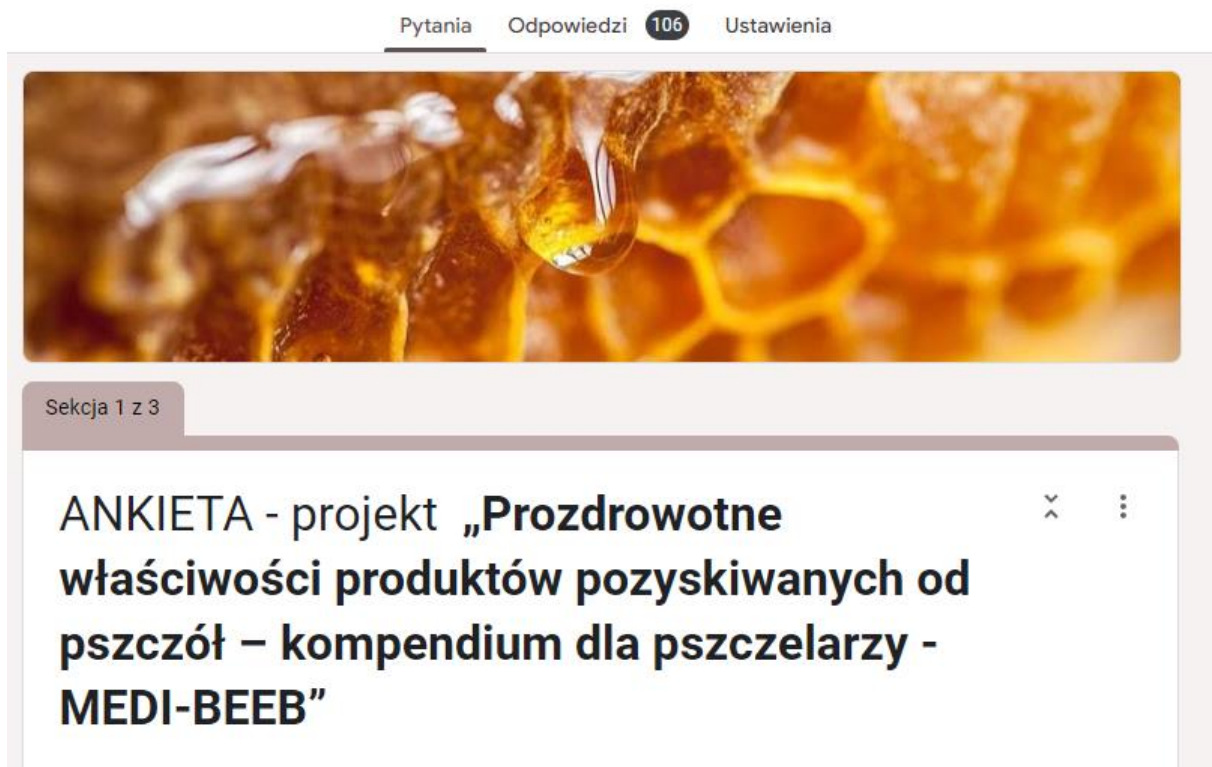 Pytania Odpowiedzi 106 Ustawienia
Sekcja 1 z 3
ANKIETA - projekt „Prozdrowotne
właściwości produktów pozyskiwanych od
pszczół – kompendium dla pszczelarzy -
MEDI-BEEB”